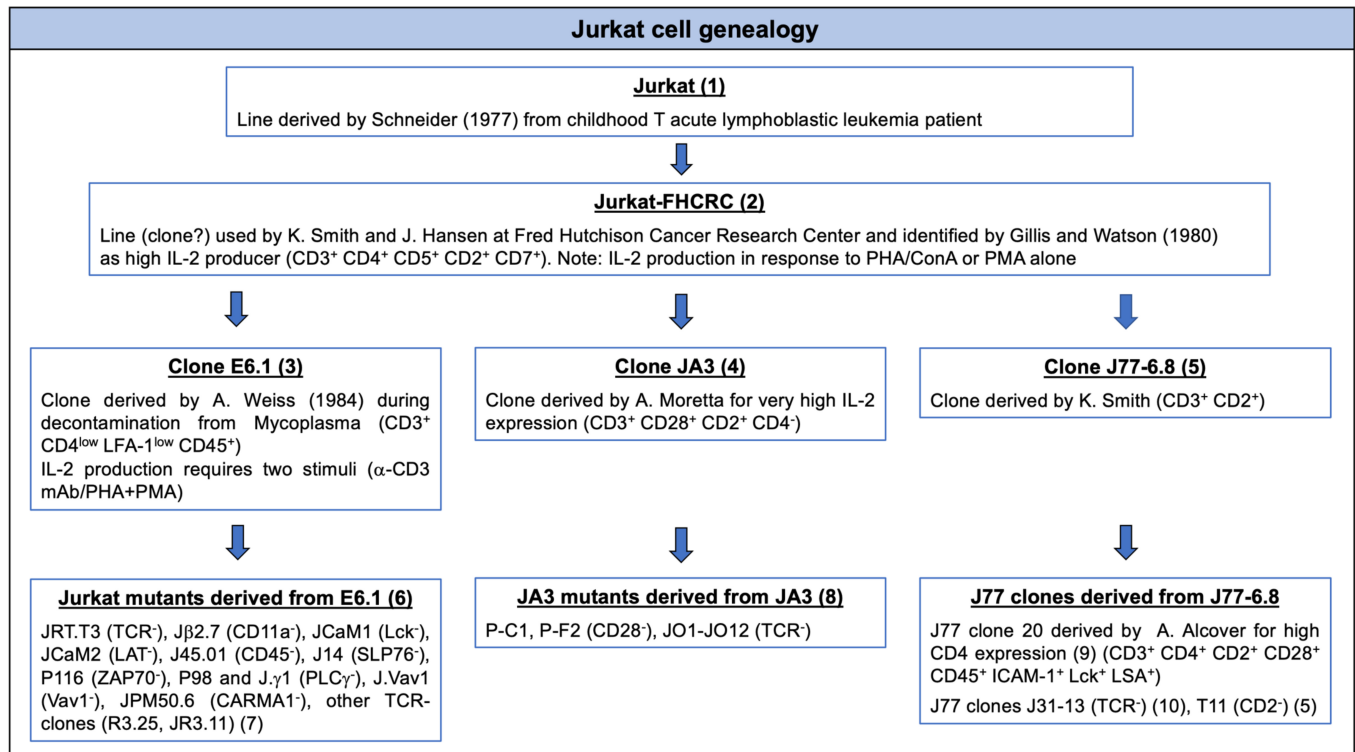 Jurkat cell genealogy
Jurkat (1)
Line derived by Schneider (1977) from childhood T acute lymphoblastic leukemia patient
Jurkat-FHCRC (2)
Line (clone?) used by K. Smith and J. Hansen at Fred Hutchison Cancer Research Center and identified by Gillis and Watson (1980)
as high IL-2 producer (CD3⁺ CD4⁺ CD5⁺ CD2⁺ CD7⁺). Note: IL-2 production in response to PHA/ConA or PMA alone
Clone E6.1 (3)
Clone derived by A. Weiss (1984) during
decontamination from Mycoplasma (CD3⁺
CD4ˡᵒʷ LFA-1ˡᵒʷ CD45⁺)
IL-2 production requires two stimuli (α-CD3
mAb/PHA+PMA)
Clone JA3 (4)
Clone derived by A. Moretta for very high IL-2
expression (CD3⁺ CD28⁺ CD2⁺ CD4⁻)
Clone J77-6.8 (5)
Clone derived by K. Smith (CD3⁺ CD2⁺)
Jurkat mutants derived from E6.1 (6)
JRT.T3 (TCR⁻), Jβ2.7 (CD11a⁻), JCaM1 (Lck⁻),
JCaM2 (LAT⁻), J45.01 (CD45⁻), J14 (SLP76⁻),
P116 (ZAP70⁻), P98 and J.γ1 (PLCγ⁻), J.Vav1
(Vav1⁻), JPM50.6 (CARMA1⁻), other TCR-
clones (R3.25, JR3.11) (7)
JA3 mutants derived from JA3 (8)
P-C1, P-F2 (CD28⁻), JO1-JO12 (TCR⁻)
J77 clones derived from J77-6.8
J77 clone 20 derived by A. Alcover for high
CD4 expression (9) (CD3⁺ CD4⁺ CD2⁺ CD28⁺
CD45⁺ ICAM-1⁺ Lck⁺ LSA⁺)
J77 clones J31-13 (TCR⁻) (10), T11 (CD2⁻) (5)